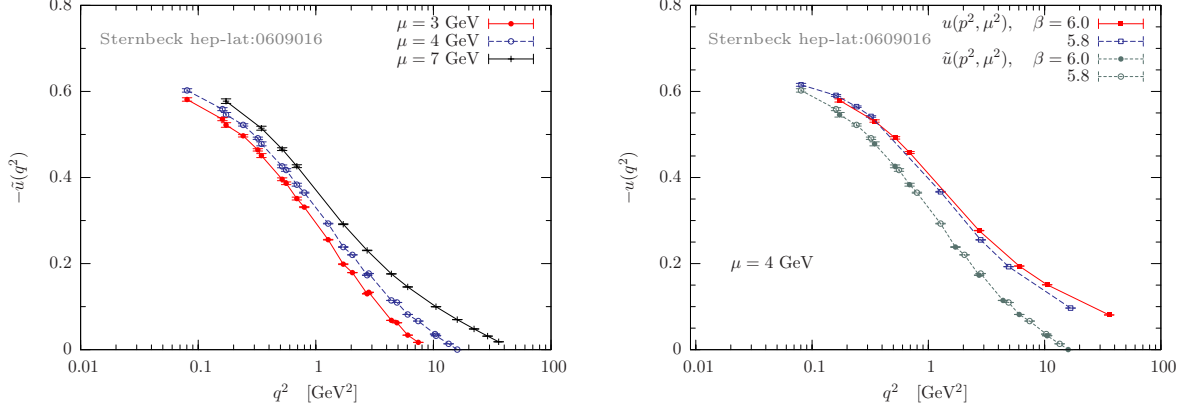 Sternbeck hep-lat:0609016
μ = 3 GeV
μ = 4 GeV
μ = 7 GeV
−ũ(q²)
0.8
0.6
0.4
0.2
0
0.01
0.1
1
10
100
q² [GeV²]
Sternbeck hep-lat:0609016
u(p², μ²), β = 6.0
5.8
ũ(p², μ²), β = 6.0
5.8
−u(q²)
0.8
0.6
0.4
0.2
0
μ = 4 GeV
0.01
0.1
1
10
100
q² [GeV²]